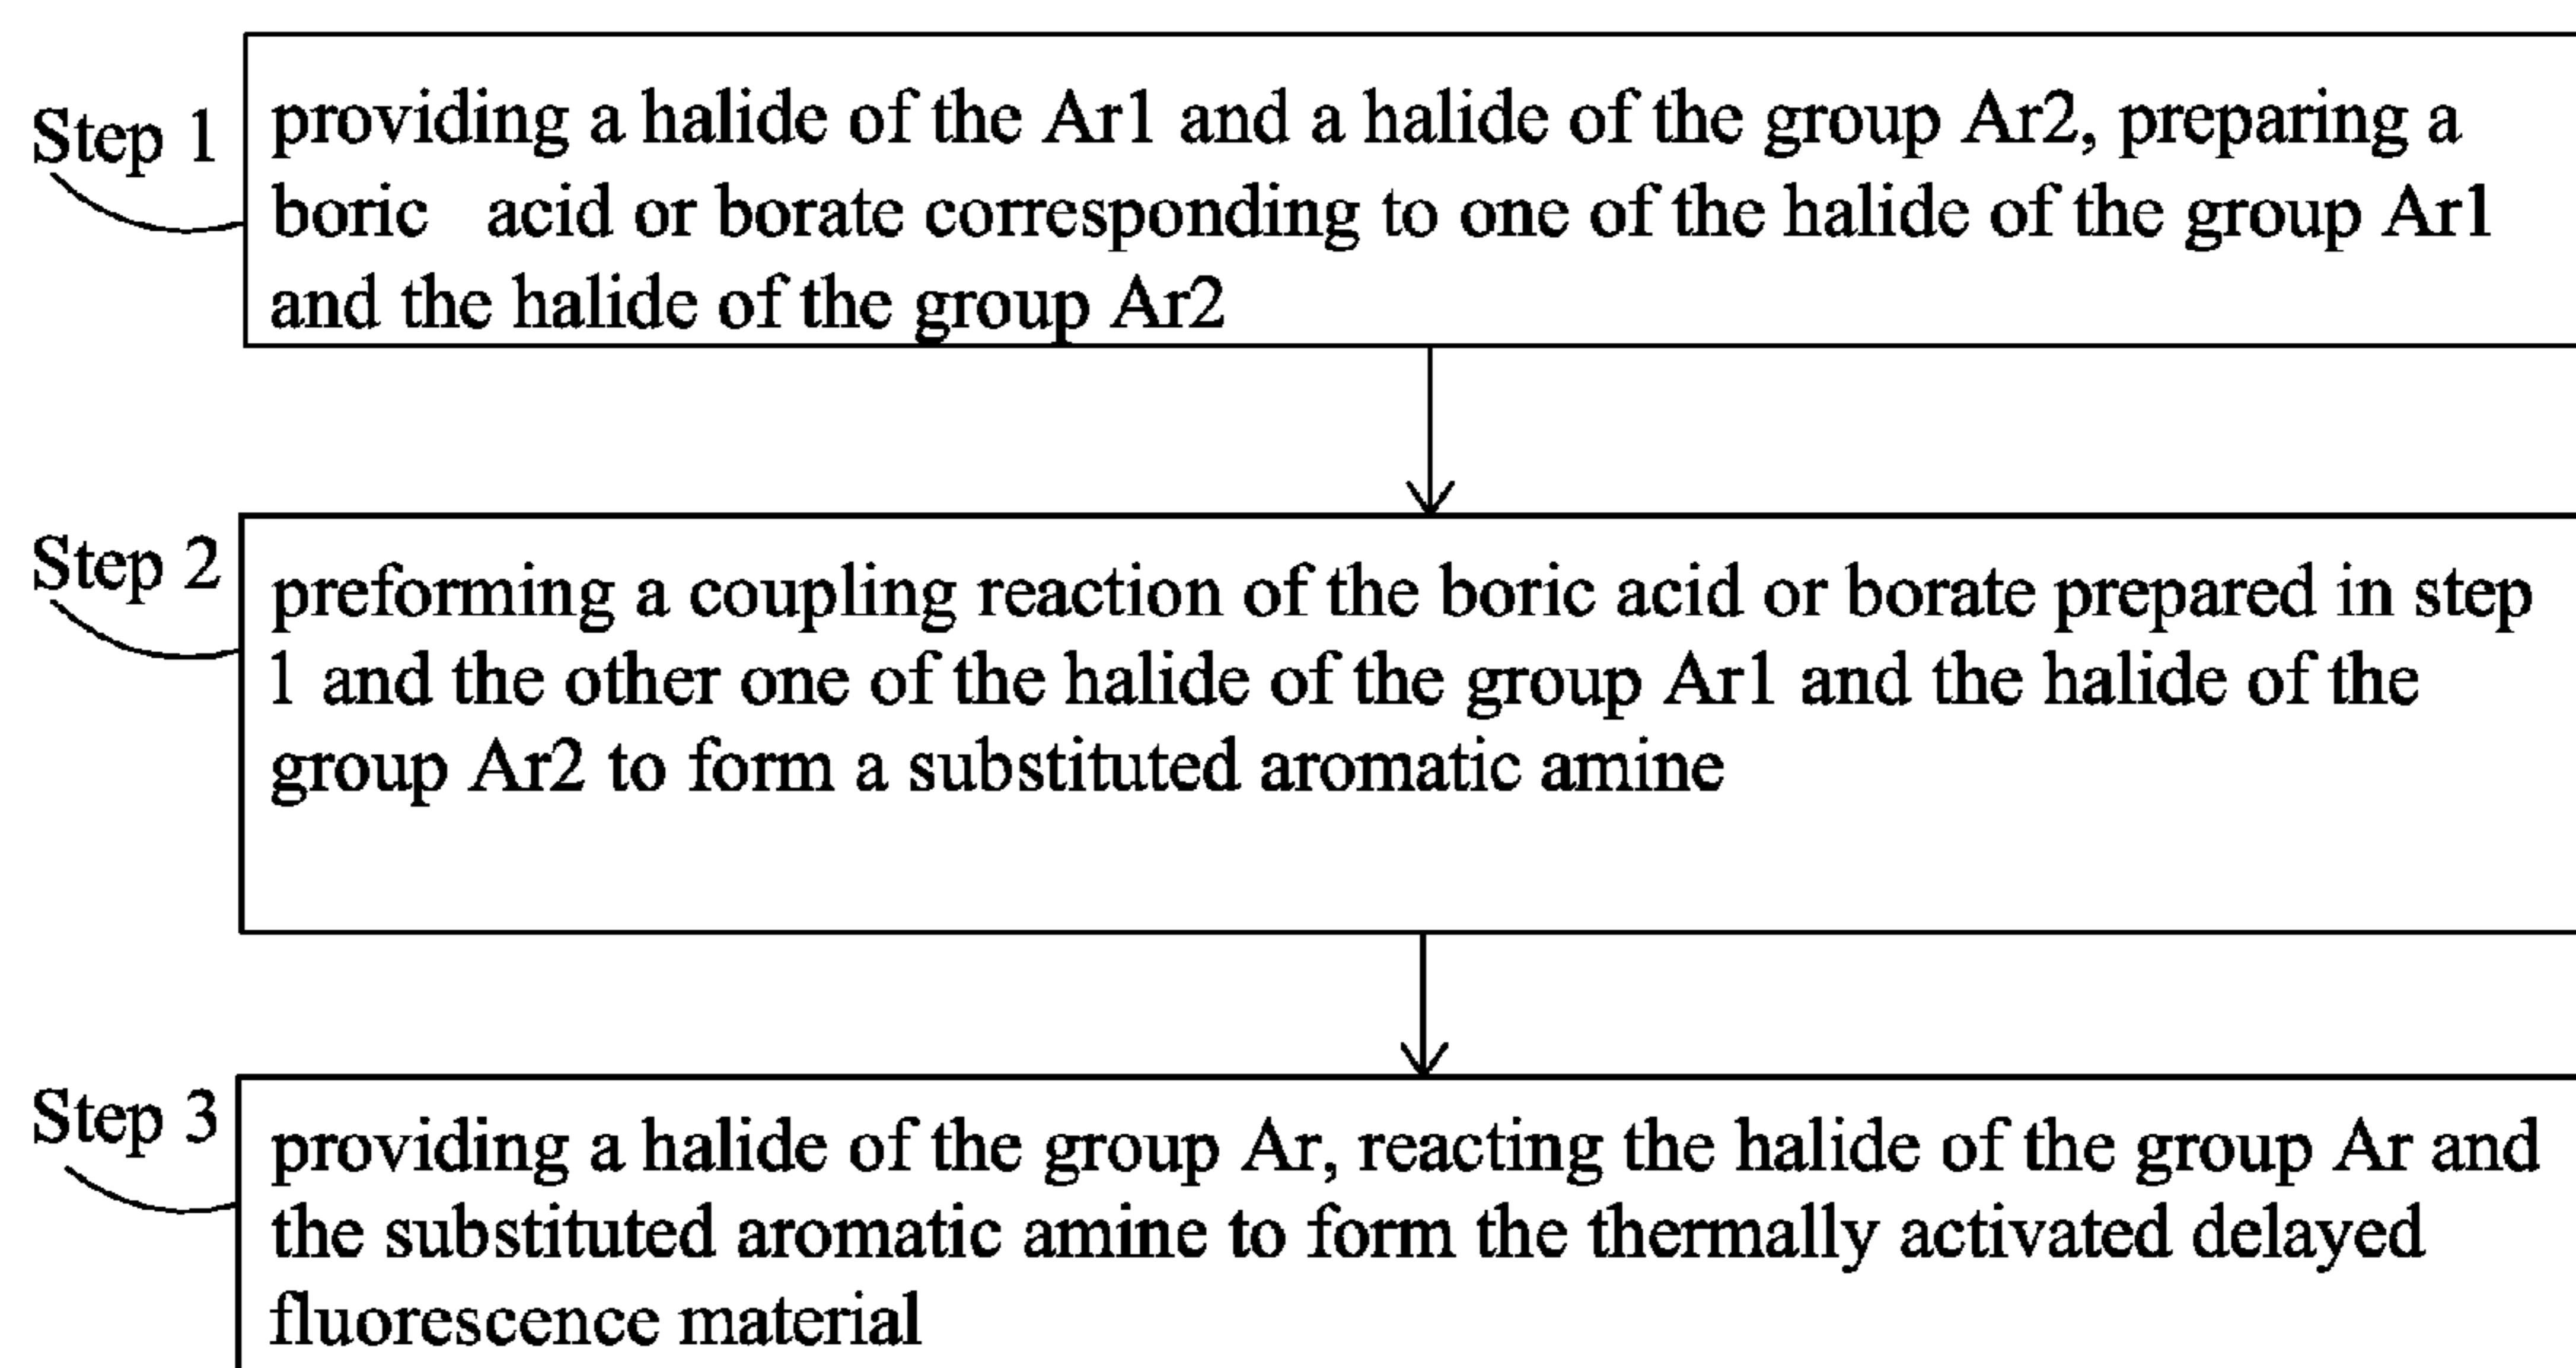 Step 1
providing a halide of the Ar1 and a halide of the group Ar2, preparing a
boric acid or borate corresponding to one of the halide of the group Ar1
and the halide of the group Ar2
Step 2
preforming a coupling reaction of the boric acid or borate prepared in step
1 and the other one of the halide of the group Ar1 and the halide of the
group Ar2 to form a substituted aromatic amine
Step 3
providing a halide of the group Ar, reacting the halide of the group Ar and
the substituted aromatic amine to form the thermally activated delayed
fluorescence material